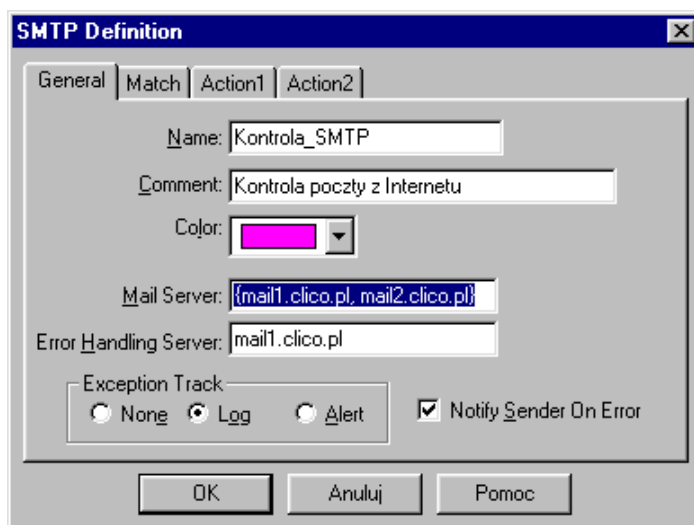 SMTP Definition
General Match Action1 Action2
Name: Kontrola_SMTP
Comment: Kontrola poczty z Internetu
Color:
Mail Server: {mail1.clico.pl, mail2.clico.pl}
Error Handling Server: mail1.clico.pl
Exception Track
None Log Alert Notify Sender On Error
OK Anuluj Pomoc